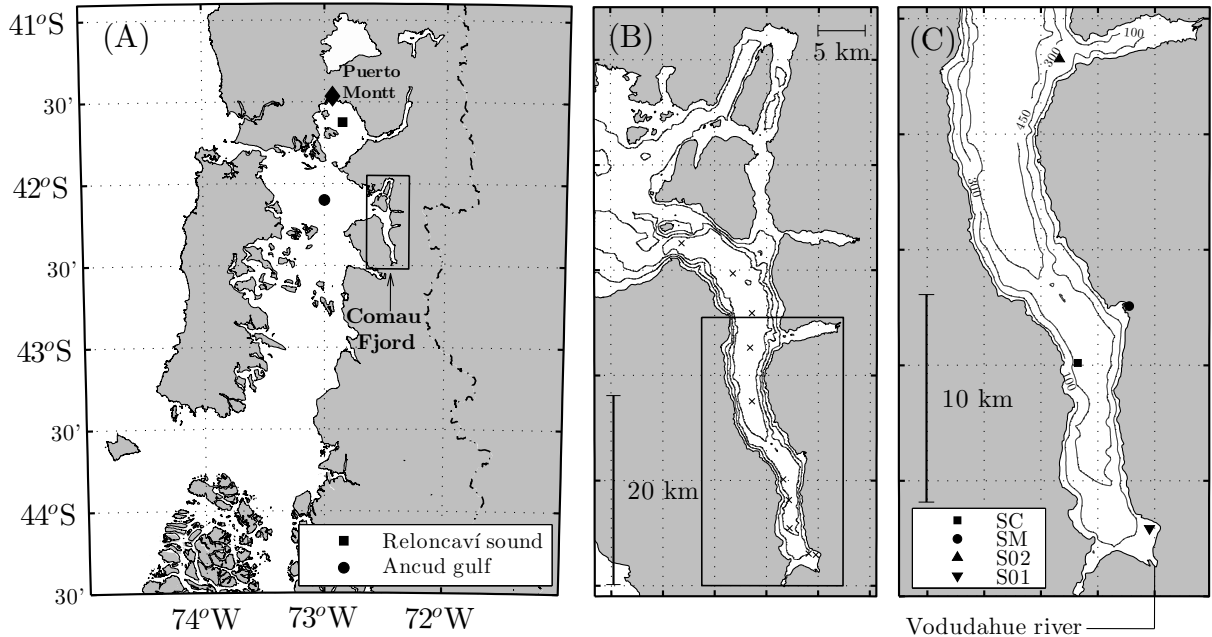 (A)
41°S
30'
42°S
30'
43°S
30'
44°S
30'
74°W
73°W
72°W
Puerto
Montt
Comau
Fjord
Reloncaví sound
Ancud gulf
(B)
5 km
20 km
(C)
100
300
450
300
100
10 km
SC
SM
S02
S01
Vodudahue river